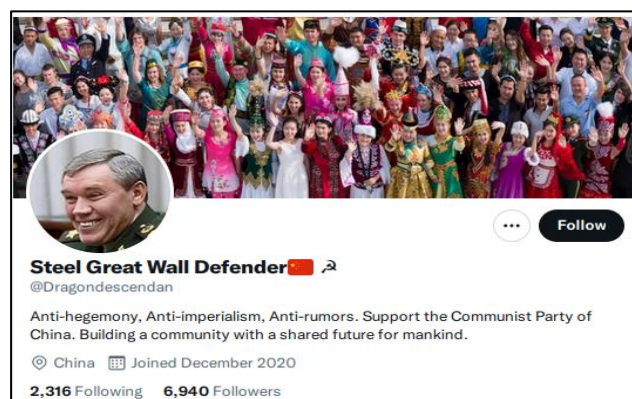 Follow
Steel Great Wall Defender🇨🇳 ☭
@Dragondescendan
Anti-hegemony, Anti-imperialism, Anti-rumors. Support the Communist Party of
China. Building a community with a shared future for mankind.
China Joined December 2020
2,316 Following 6,940 Followers